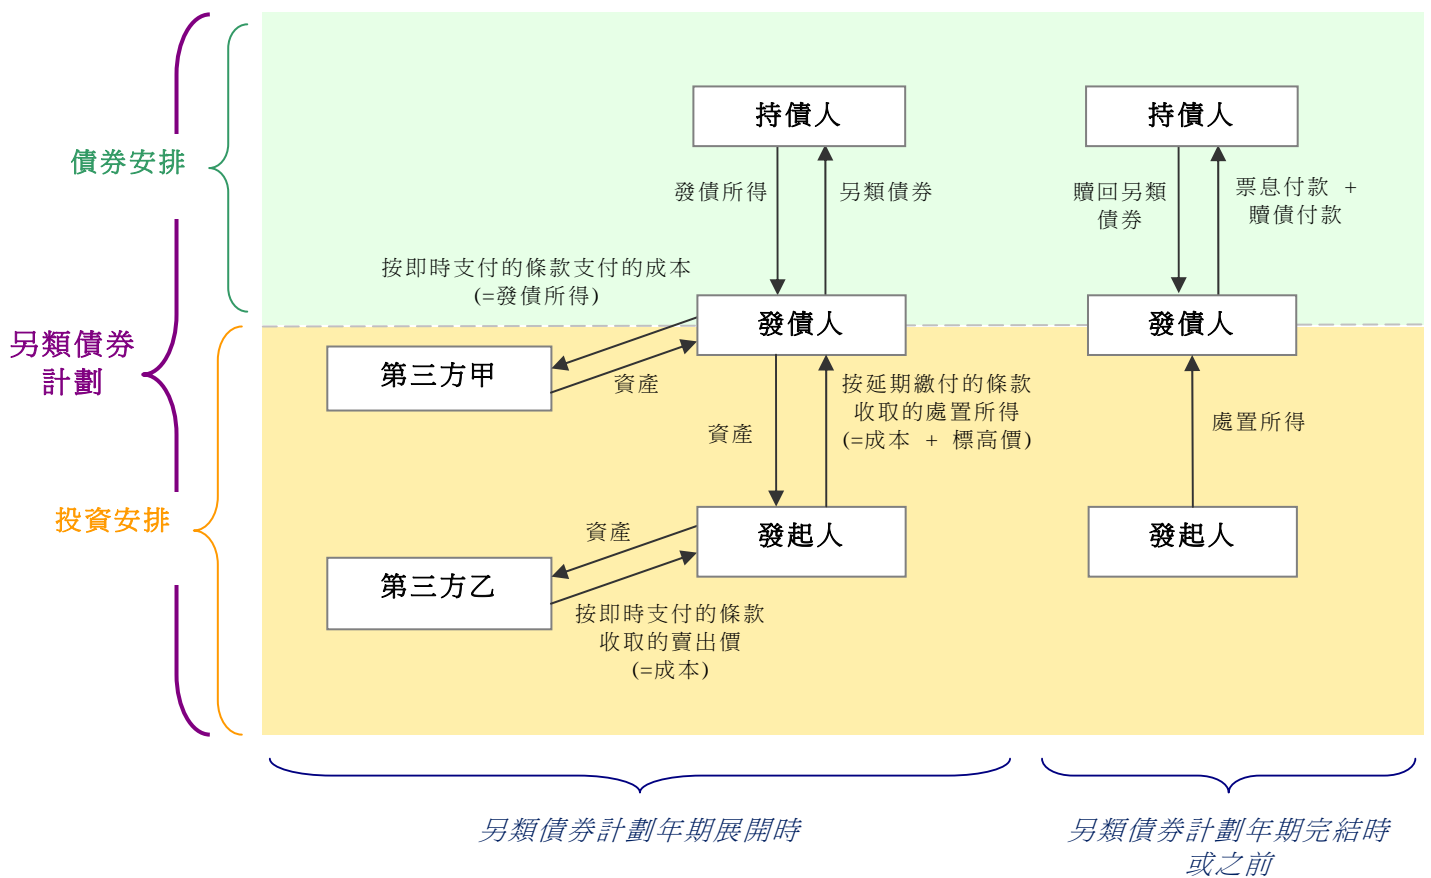 持債人
持債人
債券安排
發債所得
另類債券
贖回另類
債券
票息付款 +
贖債付款
按即時支付的條款支付的成本
(=發債所得)
發債人
發債人
另類債券
計劃
第三方甲
資產
按延期繳付的條款
收取的處置所得
(=成本 + 標高價)
資產
處置所得
投資安排
資產
發起人
發起人
第三方乙
按即時支付的條款
收取的賣出價
(=成本)
另類債券計劃年期展開時
另類債券計劃年期完結時
或之前